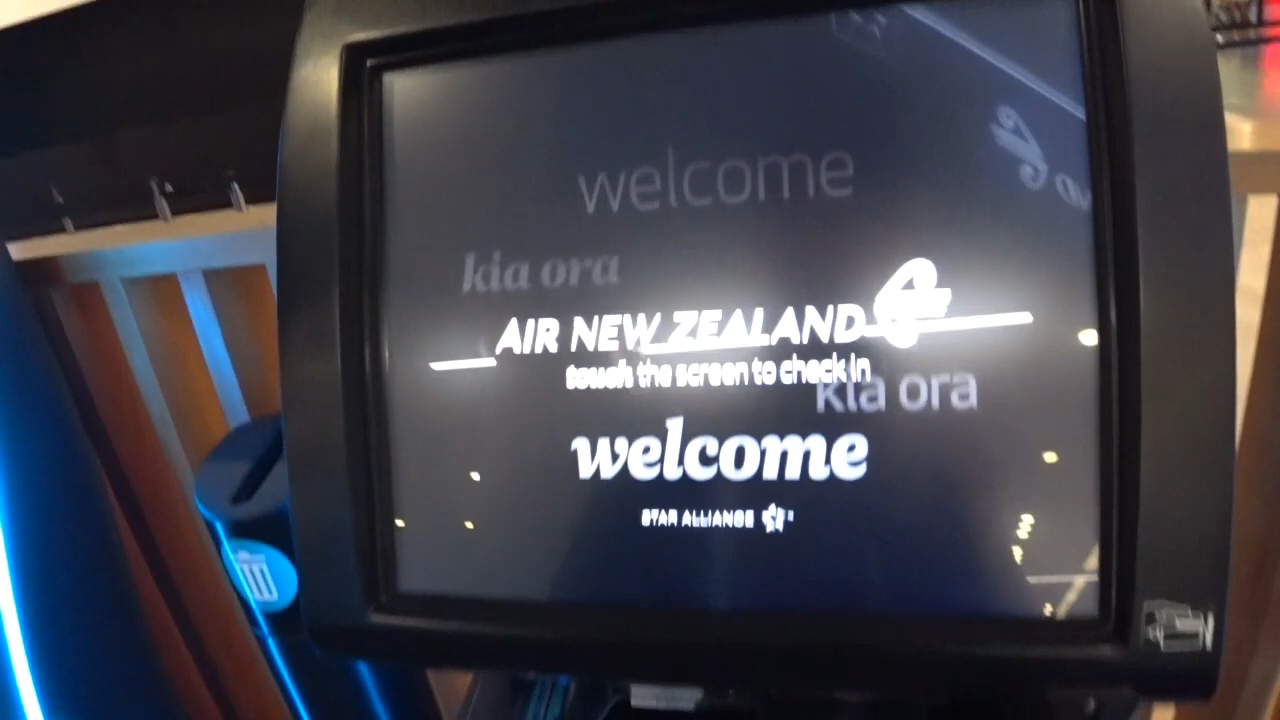 welcome
kia ora
AIR NEW ZEALAND
touch the screen to check in
kia ora
welcome
STAR ALLIANCE